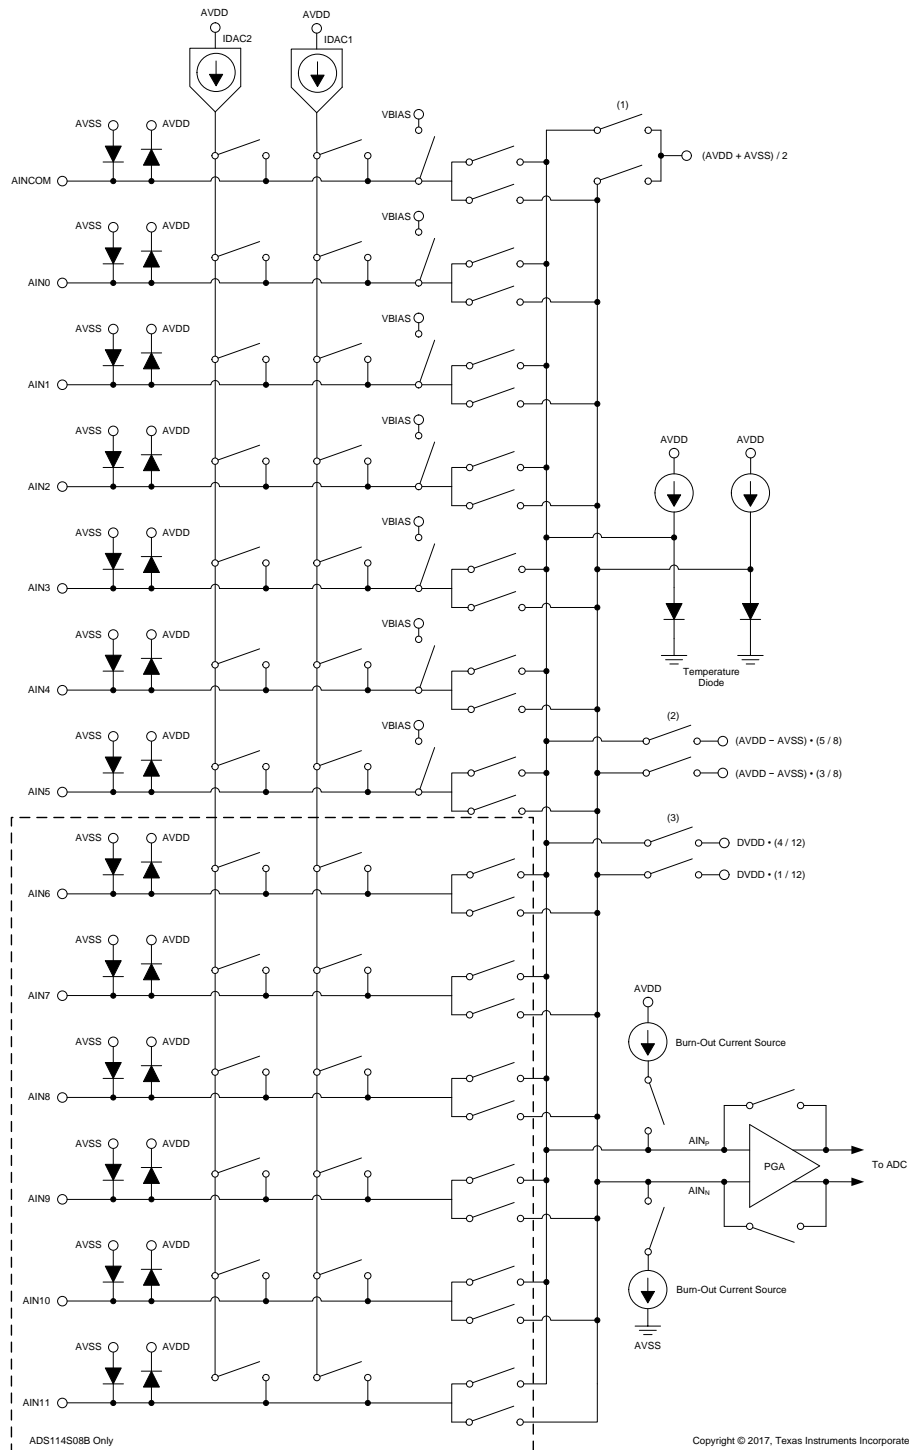 AVDD
AVDD
IDAC2
IDAC1
AVSS
AVDD
VBIAS
(1)
(AVDD + AVSS) / 2
AINCOM
AVSS
AVDD
VBIAS
AIN0
AVSS
AVDD
VBIAS
AIN1
AVSS
AVDD
VBIAS
AVDD
AVDD
AIN2
AVSS
AVDD
VBIAS
AIN3
AVSS
AVDD
VBIAS
Temperature
Diode
AIN4
AVSS
AVDD
VBIAS
(2)
(AVDD − AVSS) • (5 / 8)
(AVDD − AVSS) • (3 / 8)
AIN5
AVSS
AVDD
(3)
DVDD • (4 / 12)
DVDD • (1 / 12)
AIN6
AVSS
AVDD
AIN7
AVDD
AVSS
AVDD
Burn-Out Current Source
AIN8
AVSS
AVDD
AINP
PGA
To ADC
AINN
AIN9
AVSS
AVDD
Burn-Out Current Source
AIN10
AVSS
AVSS
AVDD
AIN11
ADS114S08B Only
Copyright © 2017, Texas Instruments Incorporate